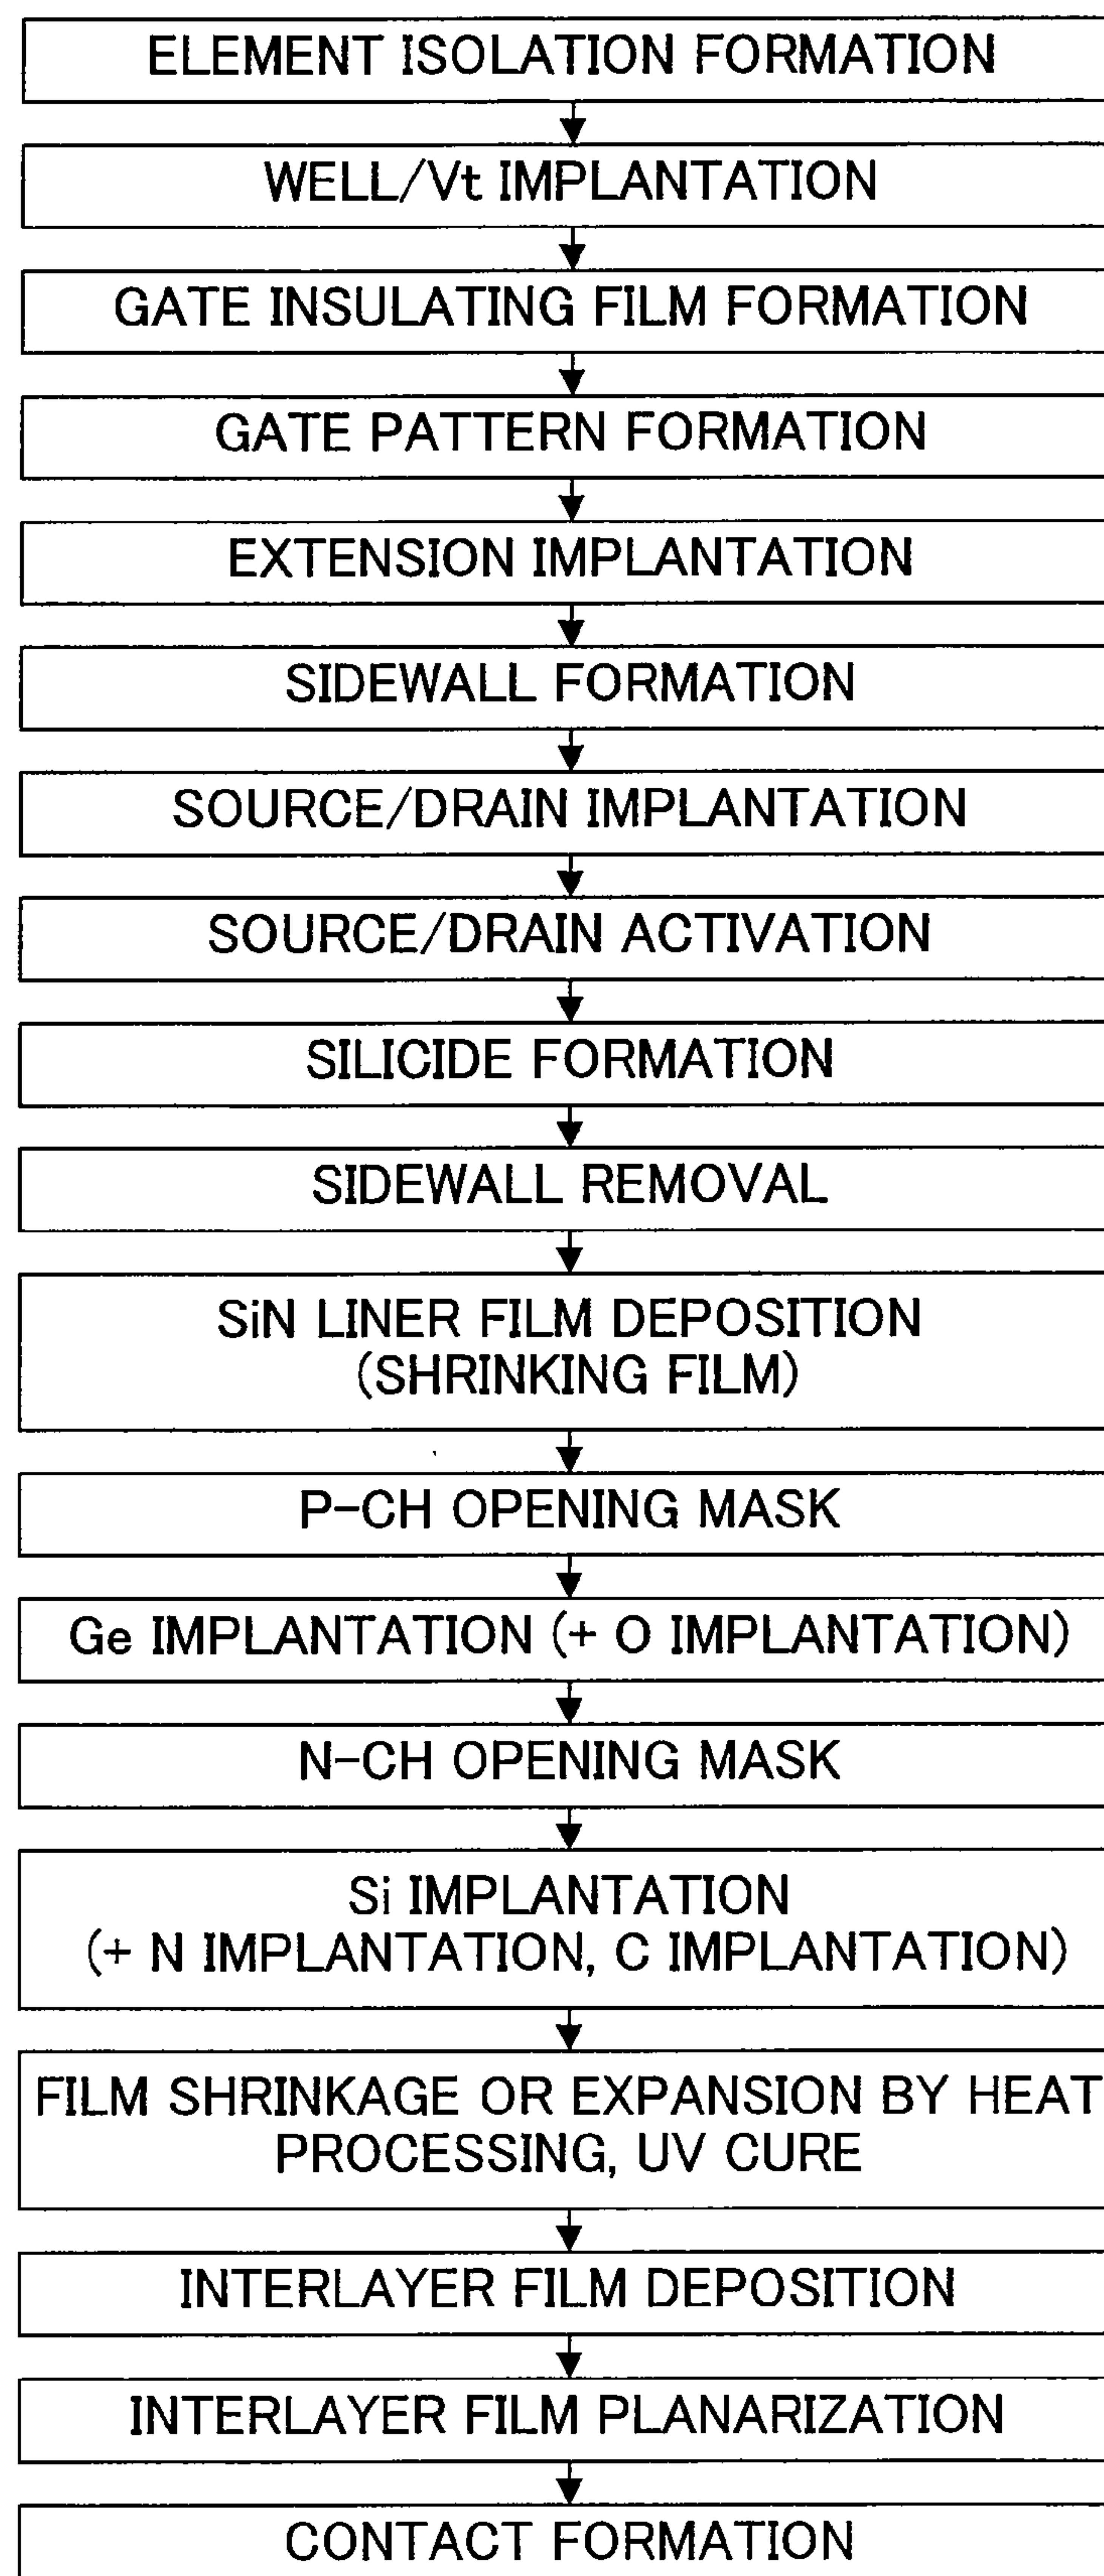 ELEMENT ISOLATION FORMATION
WELL/Vt IMPLANTATION
GATE INSULATING FILM FORMATION
GATE PATTERN FORMATION
EXTENSION IMPLANTATION
SIDEWALL FORMATION
SOURCE/DRAIN IMPLANTATION
SOURCE/DRAIN ACTIVATION
SILICIDE FORMATION
SIDEWALL REMOVAL
SiN LINER FILM DEPOSITION
(SHRINKING FILM)
P-CH OPENING MASK
Ge IMPLANTATION (+ O IMPLANTATION)
N-CH OPENING MASK
Si IMPLANTATION
(+ N IMPLANTATION, C IMPLANTATION)
FILM SHRINKAGE OR EXPANSION BY HEAT
PROCESSING, UV CURE
INTERLAYER FILM DEPOSITION
INTERLAYER FILM PLANARIZATION
CONTACT FORMATION